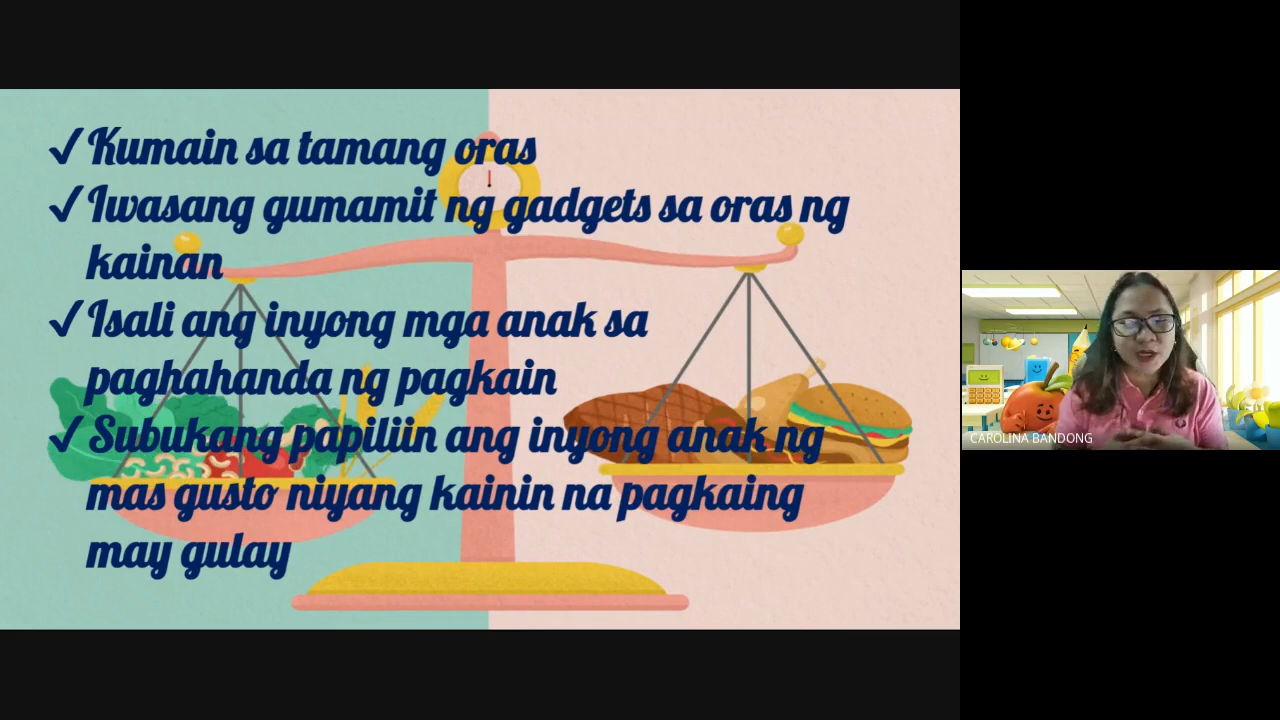 ✓Kumain sa tamang oras
✓Iwasang gumamit ng gadgets sa oras ng
kainan
✓Isali ang inyong mga anak sa
paghahanda ng pagkain
✓Subukang papiliin ang inyong anak ng
mas gusto niyang kainin na pagkaing
may gulay
CAROLINA BANDONG